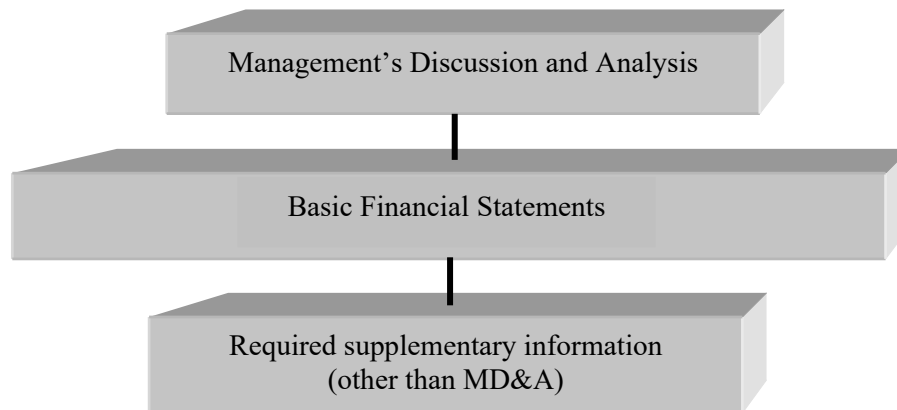 Management’s Discussion and Analysis
Basic Financial Statements
Required supplementary information
(other than MD&A)